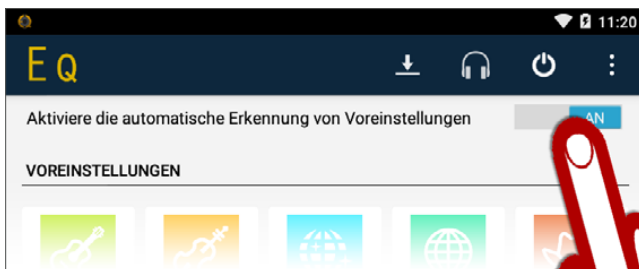 11:20
EQ
Aktiviere die automatische Erkennung von Voreinstellungen
AN
VOREINSTELLUNGEN